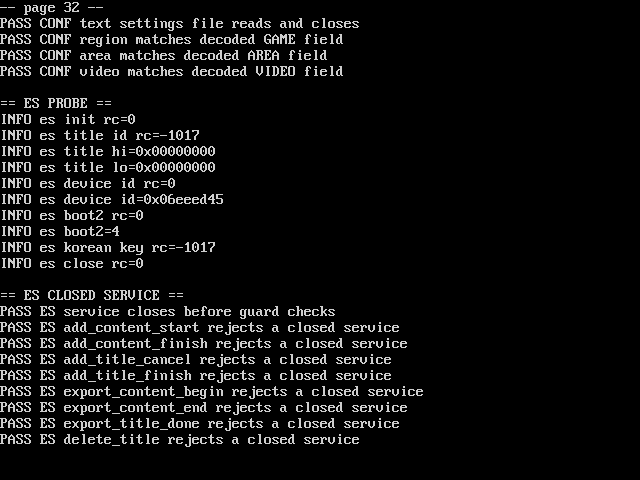 -- page 32 --
PASS CONF text settings file reads and closes
PASS CONF region matches decoded GAME field
PASS CONF area matches decoded AREA field
PASS CONF video matches decoded VIDEO field
== ES PROBE ==
INFO es init rc=0
INFO es title id rc=-1017
INFO es title hi=0x00000000
INFO es title lo=0x00000000
INFO es device id rc=0
INFO es device id=0x06eeed45
INFO es boot2 rc=0
INFO es boot2=4
INFO es korean key rc=-1017
INFO es close rc=0
== ES CLOSED SERVICE ==
PASS ES service closes before guard checks
PASS ES add_content_start rejects a closed service
PASS ES add_content_finish rejects a closed service
PASS ES add_title_cancel rejects a closed service
PASS ES add_title_finish rejects a closed service
PASS ES export_content_begin rejects a closed service
PASS ES export_content_end rejects a closed service
PASS ES export_title_done rejects a closed service
PASS ES delete_title rejects a closed service